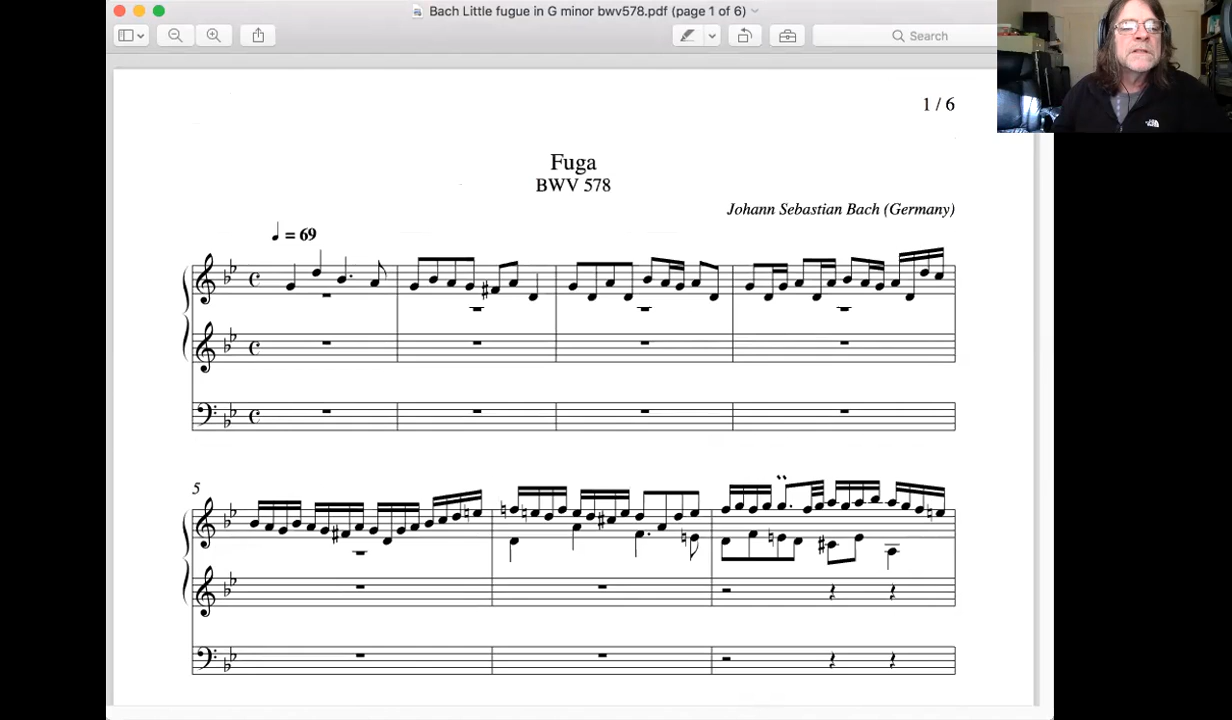 Bach Little fugue in G minor bwv578.pdf (page 1 of 6)
Search
1 / 6
Fuga
BWV 578
Johann Sebastian Bach (Germany)
♩ = 69
5